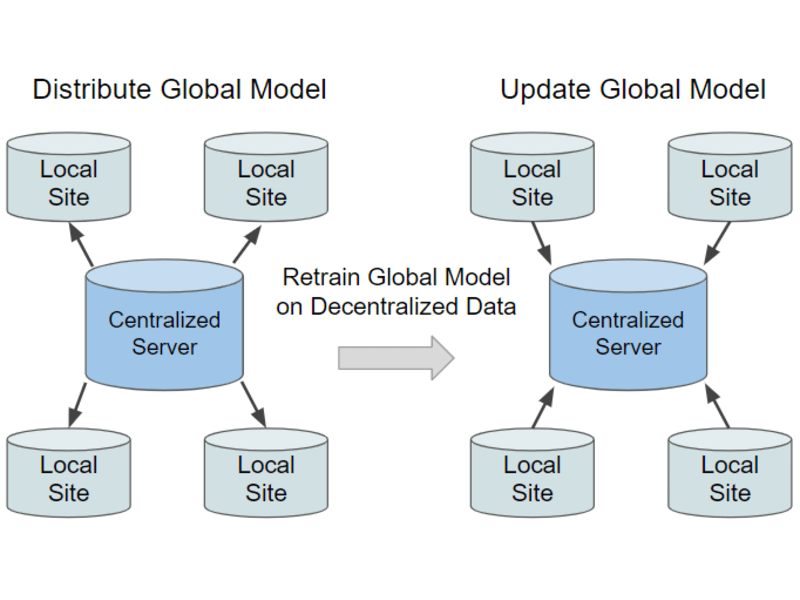 Distribute Global Model
Update Global Model
Local
Site
Local
Site
Local
Site
Local
Site
Centralized
Server
Retrain Global Model
on Decentralized Data
Centralized
Server
Local
Site
Local
Site
Local
Site
Local
Site